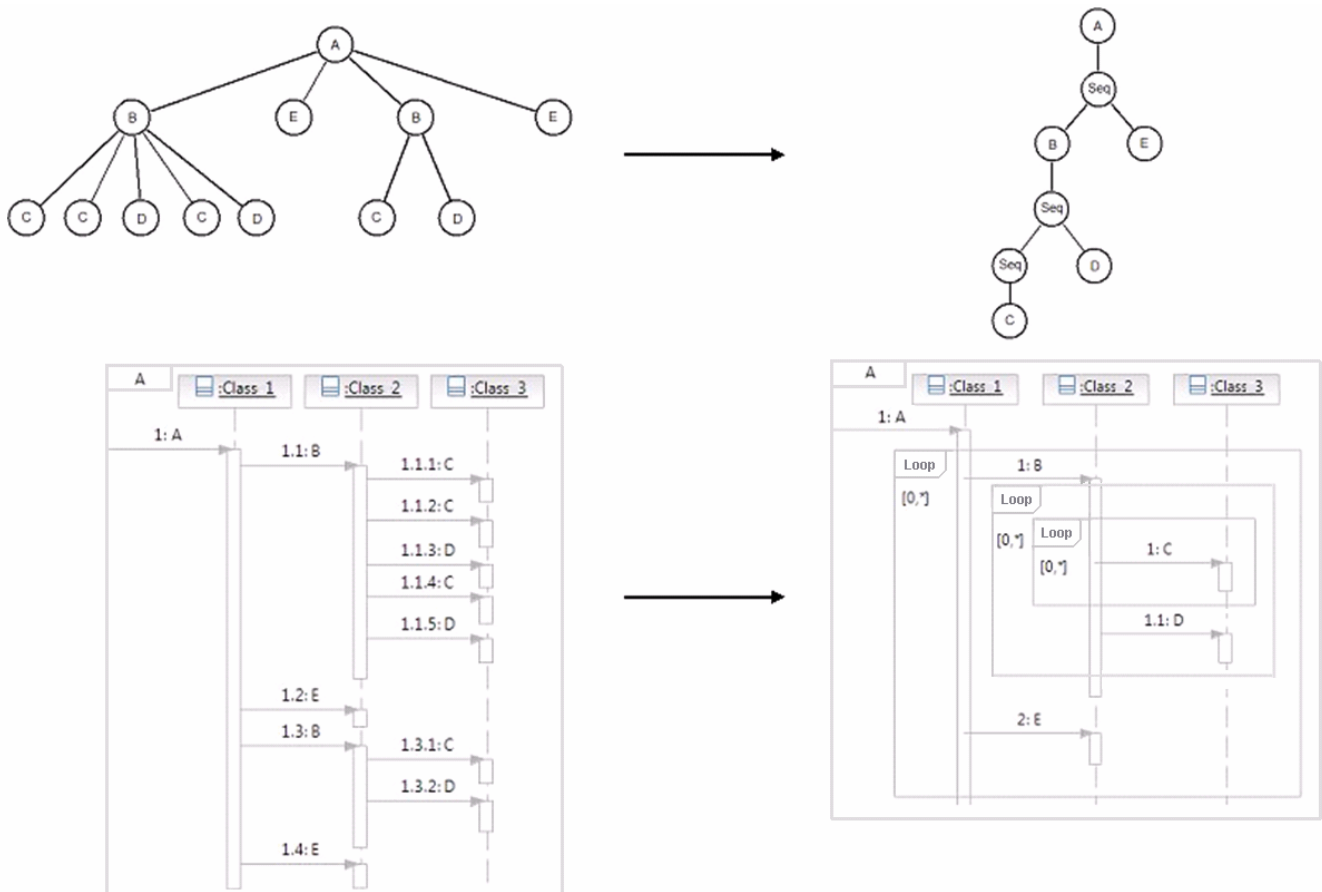 A
B
E
B
E
C
C
D
C
D
C
D
A
Seq
B
E
Seq
Seq
D
C
A
:Class_1
:Class_2
:Class_3
1: A
1.1: B
1.1.1: C
1.1.2: C
1.1.3: D
1.1.4: C
1.1.5: D
1.2: E
1.3: B
1.3.1: C
1.3.2: D
1.4: E
A
:Class_1
:Class_2
:Class_3
1: A
Loop
[0,*]
1: B
Loop
[0,*]
Loop
[0,*]
1: C
1.1: D
2: E